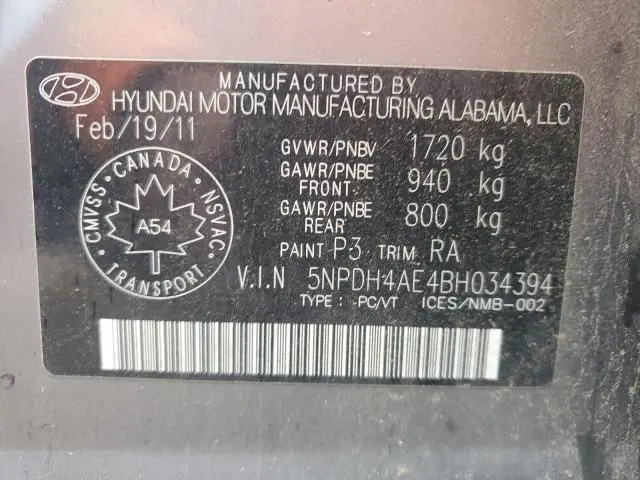 MANUFACTURED BY
HYUNDAI MOTOR MANUFACTURING ALABAMA, LLC
Feb/19/11
GVWR/PNBV 1720 kg
GAWR/PNBE FRONT 940 kg
GAWR/PNBE REAR 800 kg
PAINT P3 TRIM RA
V.I.N 5NPDH4AE4BH034394
TYPE : -PC/VT ICES/NMB-002
CMVSS · CANADA · NSVAC · TRANSPORT
A54